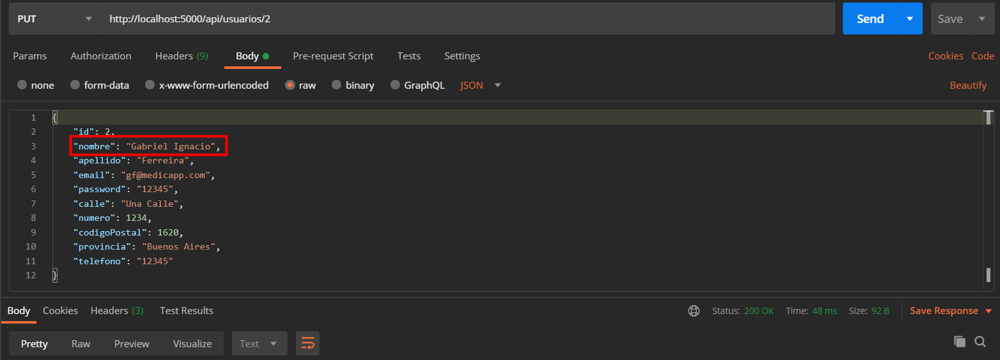 PUT http://localhost:5000/api/usuarios/2 Send Save
Params Authorization Headers (9) Body Pre-request Script Tests Settings Cookies Code
none form-data x-www-form-urlencoded raw binary GraphQL JSON Beautify
1 {
2 "id": 2,
3 "nombre": "Gabriel Ignacio",
4 "apellido": "Ferreira",
5 "email": "gf@medicapp.com",
6 "password": "12345",
7 "calle": "Una Calle",
8 "numero": 1234,
9 "codigoPostal": 1620,
10 "provincia": "Buenos Aires",
11 "telefono": "12345"
12 }
Body Cookies Headers (3) Test Results Status: 200 OK Time: 48 ms Size: 92 B Save Response
Pretty Raw Preview Visualize Text